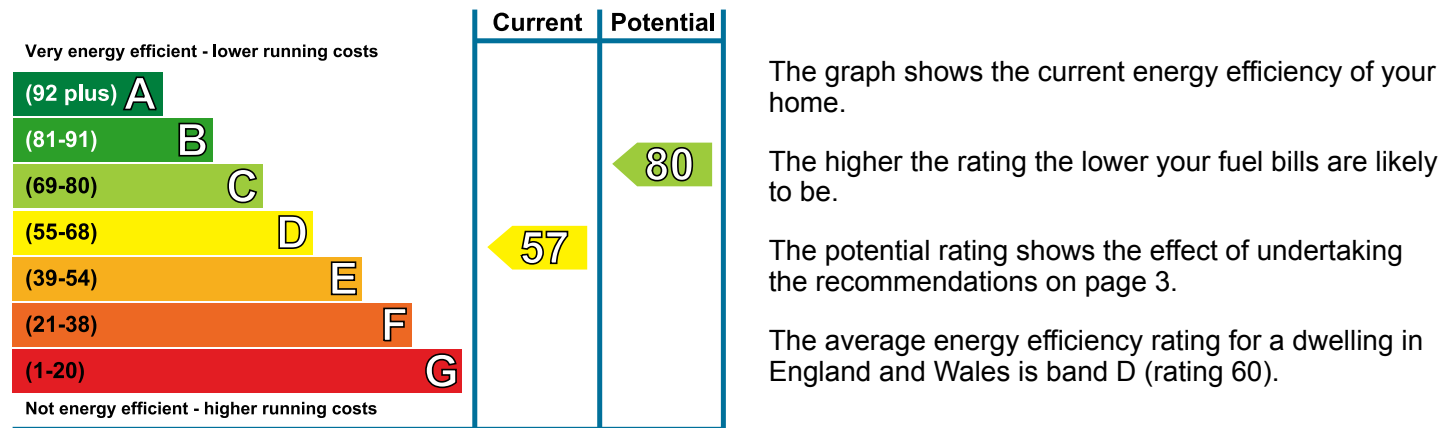 Current Potential
Very energy efficient - lower running costs
(92 plus) A
(81-91) B
(69-80) C
80
(55-68) D
57
(39-54) E
(21-38) F
(1-20) G
Not energy efficient - higher running costs
The graph shows the current energy efficiency of your
home.
The higher the rating the lower your fuel bills are likely
to be.
The potential rating shows the effect of undertaking
the recommendations on page 3.
The average energy efficiency rating for a dwelling in
England and Wales is band D (rating 60).